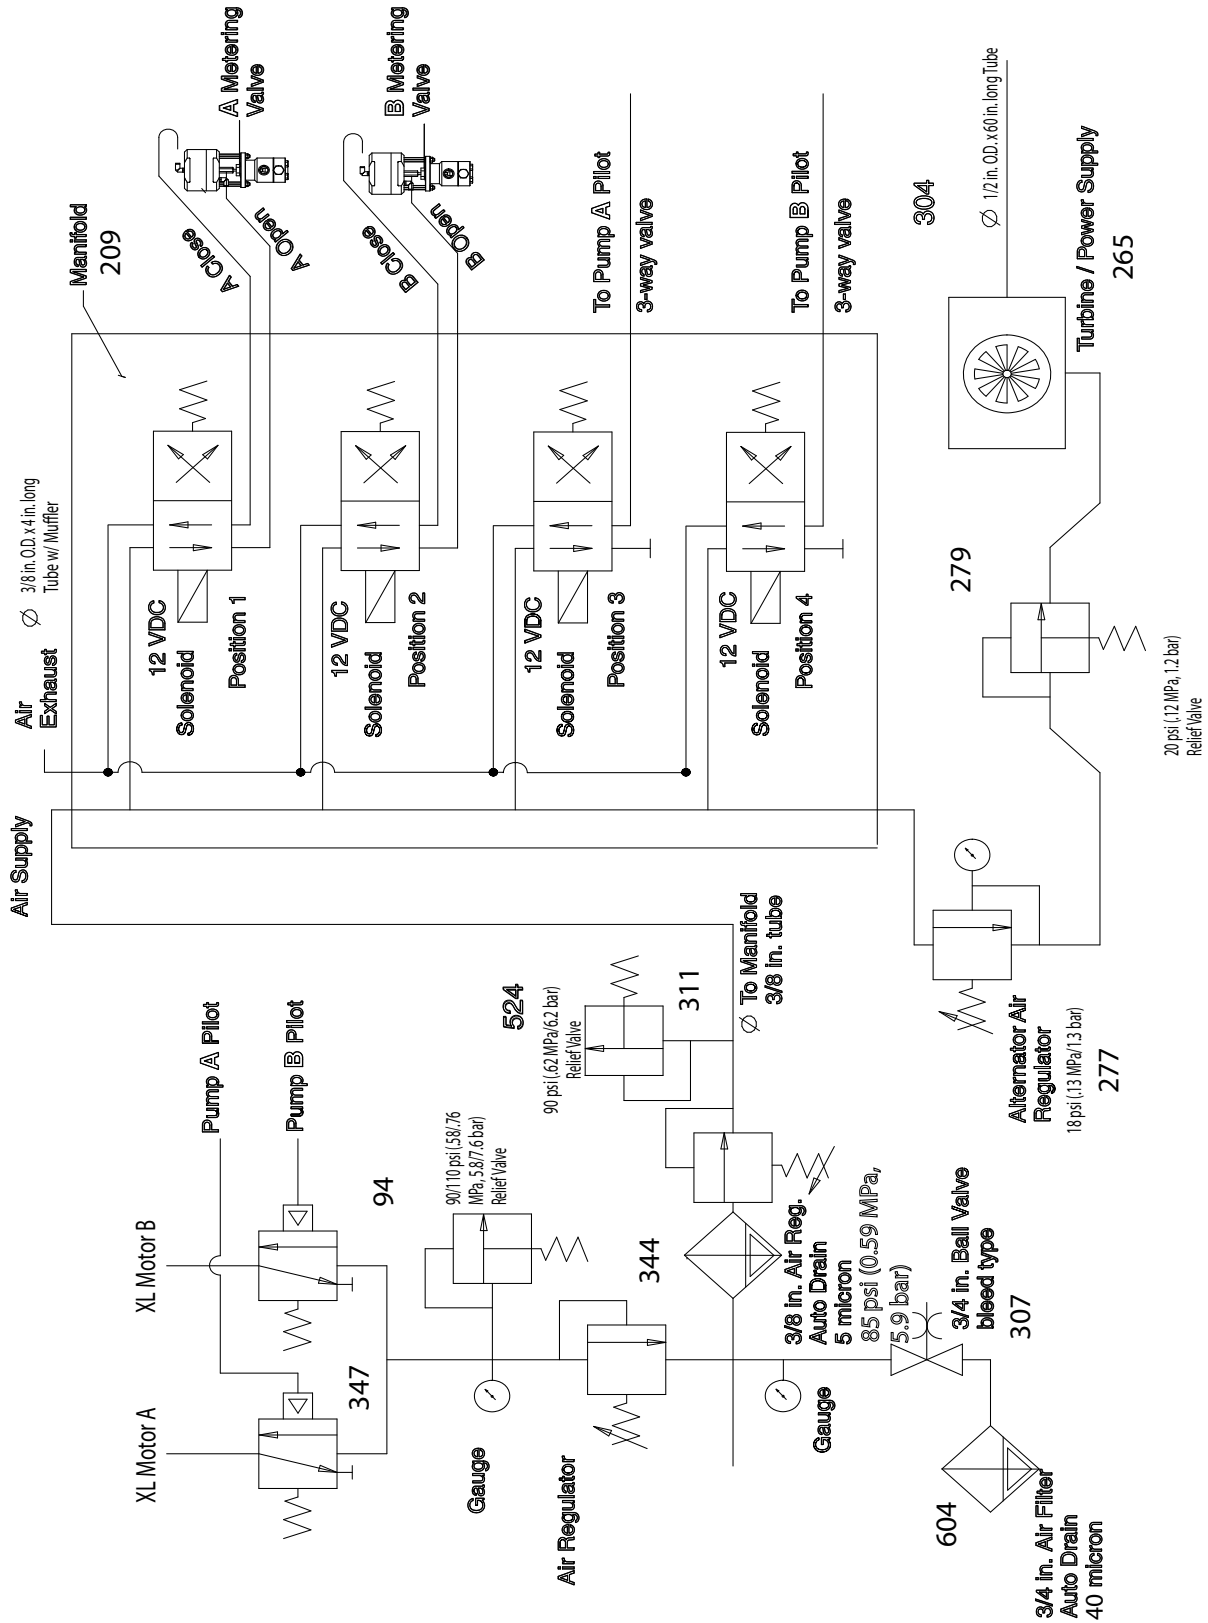 Air Supply
Air
Exhaust
∅ 3/8 in. O.D. x 4 in. long
Tube w/ Muffler
Manifold
209
A Metering
Valve
A Close
A Open
B Metering
Valve
B Close
B Open
12 VDC
Solenoid
Position 1
12 VDC
Solenoid
Position 2
12 VDC
Solenoid
Position 3
12 VDC
Solenoid
Position 4
To Pump A Pilot
3-way valve
To Pump B Pilot
3-way valve
304
∅ 1/2 in. O.D. x 60 in. long Tube
Turbine / Power Supply
265
279
20 psi (.12 MPa, 1.2 bar)
Relief Valve
Alternator Air
Regulator
18 psi (.13 MPa/1.3 bar)
277
XL Motor A
XL Motor B
Pump A Pilot
Pump B Pilot
347
94
90/110 psi (.58/.76
MPa, 5.8/7.6 bar)
Relief Valve
524
90 psi (.62 MPa/6.2 bar)
Relief Valve
311
∅ To Manifold
3/8 in. tube
Gauge
Air Regulator
344
3/8 in. Air Reg.
Auto Drain
5 micron
85 psi (0.59 MPa,
5.9 bar)
Gauge
3/4 in. Ball Valve
bleed type
307
604
3/4 in. Air Filter
Auto Drain
40 micron